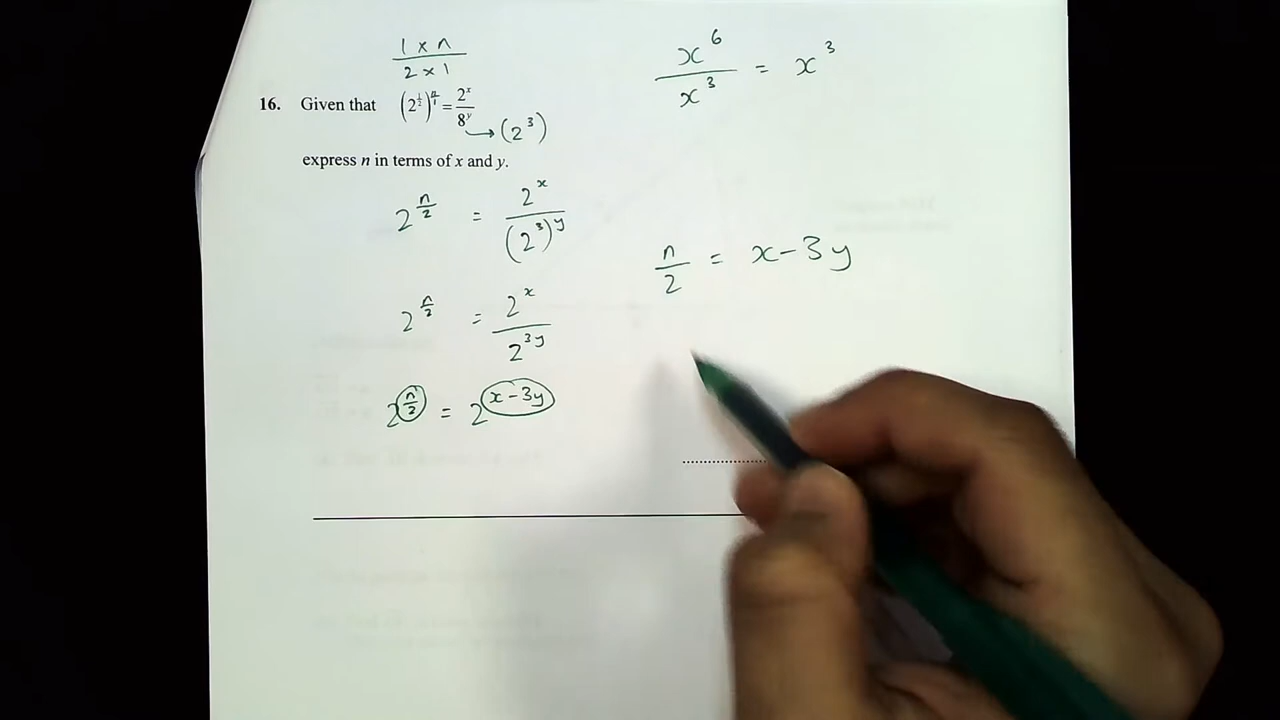 1 × n
2 × 1
16. Given that (2^{1/2})^{n/1} = 2^x / 8^y → (2^3)
express n in terms of x and y.
2^{n/2} = 2^x / (2^3)^y
2^{n/2} = 2^x / 2^{3y}
2^{n/2} = 2^{x-3y}
x^6 / x^3 = x^3
n/2 = x-3y